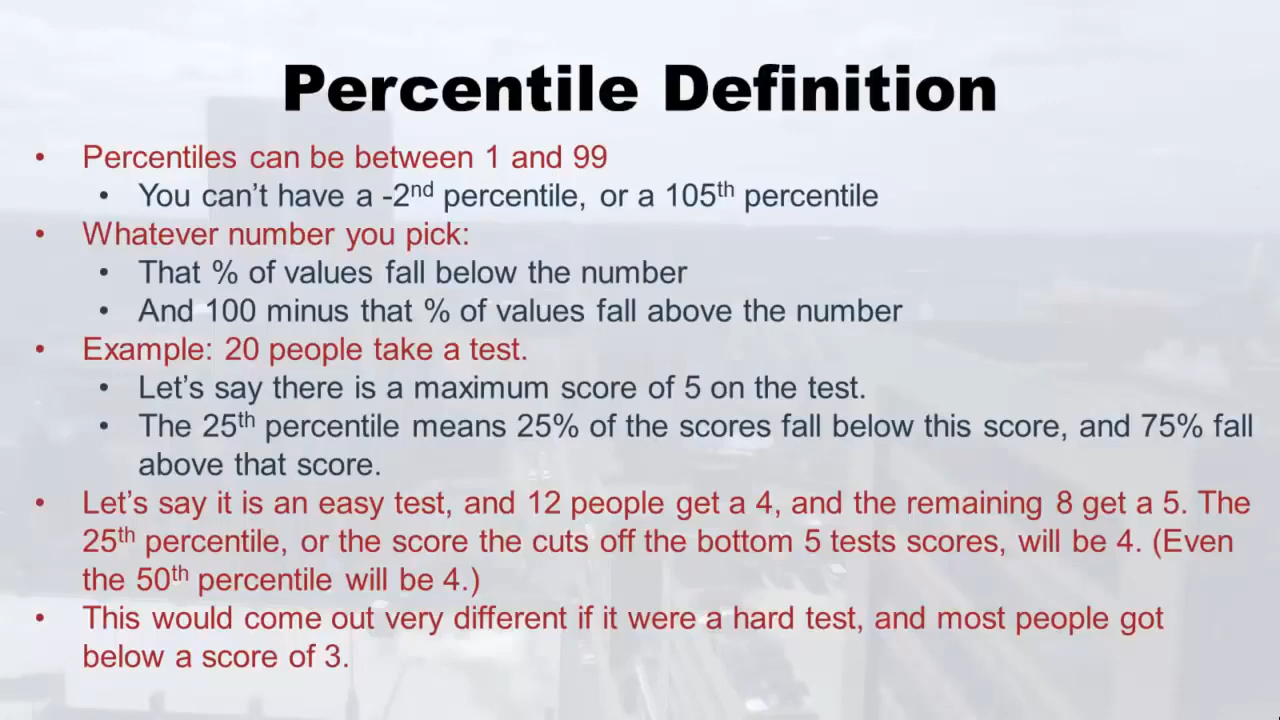 Percentile Definition
• Percentiles can be between 1 and 99
• You can’t have a -2nd percentile, or a 105th percentile
• Whatever number you pick:
• That % of values fall below the number
• And 100 minus that % of values fall above the number
• Example: 20 people take a test.
• Let’s say there is a maximum score of 5 on the test.
• The 25th percentile means 25% of the scores fall below this score, and 75% fall
above that score.
• Let’s say it is an easy test, and 12 people get a 4, and the remaining 8 get a 5. The
25th percentile, or the score the cuts off the bottom 5 tests scores, will be 4. (Even
the 50th percentile will be 4.)
• This would come out very different if it were a hard test, and most people got
below a score of 3.